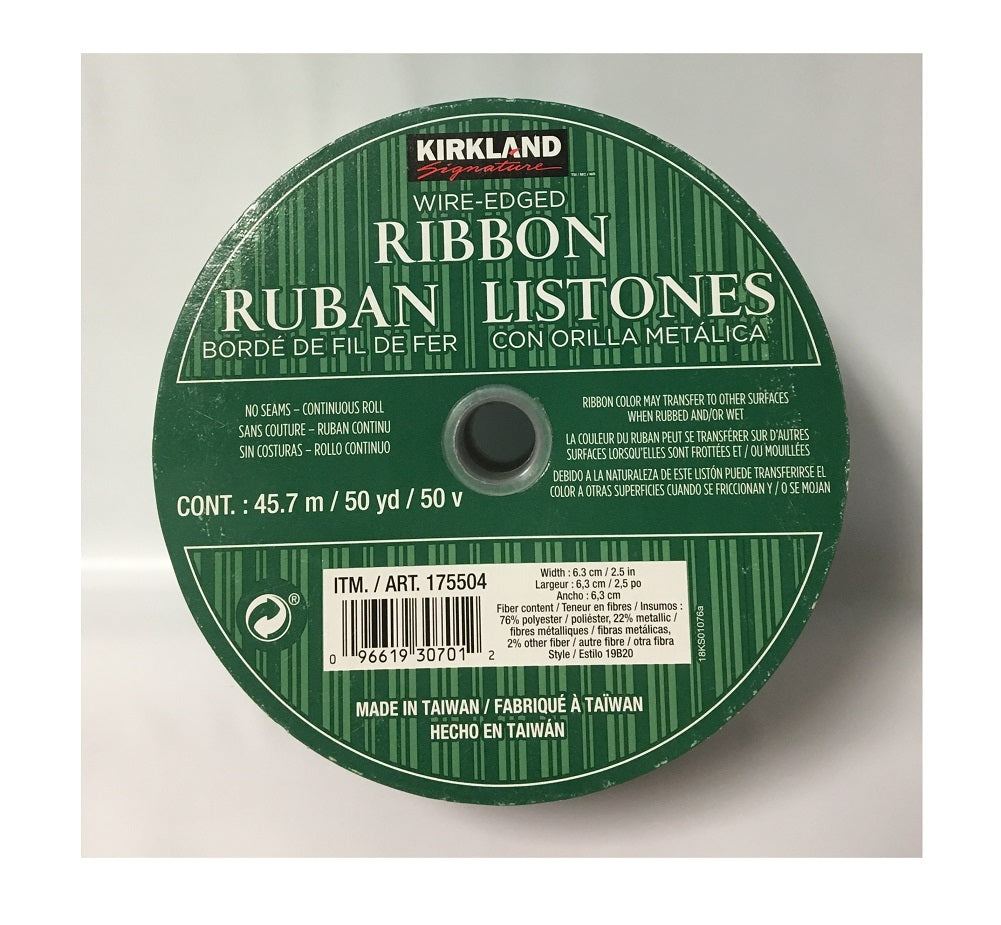 KIRKLAND
Signature
WIRE-EDGED
RIBBON
RUBAN
BORDÉ DE FIL DE FER
LISTONES
CON ORILLA METÁLICA
NO SEAMS – CONTINUOUS ROLL
SANS COUTURE – RUBAN CONTINU
SIN COSTURAS – ROLLO CONTINUO
CONT. : 45.7 m / 50 yd / 50 v
RIBBON COLOR MAY TRANSFER TO OTHER SURFACES
WHEN RUBBED AND/OR WET
LA COULEUR DU RUBAN PEUT SE TRANSFÉRER SUR D'AUTRES
SURFACES LORSQU'ELLES SONT FROTTÉES ET / OU MOUILLÉES
DEBIDO A LA NATURALEZA DE ESTE LISTÓN PUEDE TRANSFERIRSE EL
COLOR A OTRAS SUPERFICIES CUANDO SE FRICCIONAN Y / O SE MOJAN
®
ITM. / ART. 175504
0 96619 30701 2
Width : 6.3 cm / 2.5 in
Largeur : 6,3 cm / 2,5 po
Ancho : 6,3 cm
Fiber content / Teneur en fibres / Insumos :
76% polyester / poliéster, 22% metallic /
fibres métalliques / fibras metálicas,
2% other fiber / autre fibre / otra fibra
Style / Estilo 19B20
18KS01076a
MADE IN TAIWAN / FABRIQUÉ À TAÏWAN
HECHO EN TAIWÁN